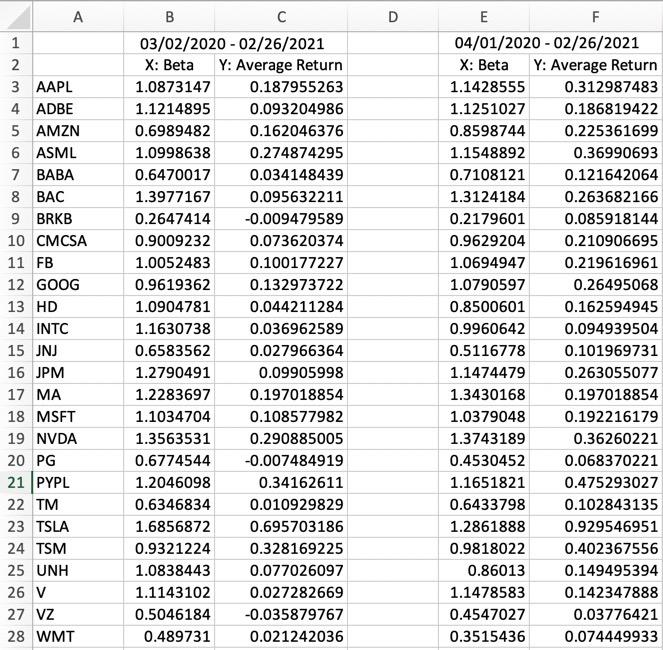 A B C D E F
1 03/02/2020 - 02/26/2021 04/01/2020 - 02/26/2021
2 X: Beta Y: Average Return X: Beta Y: Average Return
3 AAPL 1.0873147 0.187955263 1.1428555 0.312987483
4 ADBE 1.1214895 0.093204986 1.1251027 0.186819422
5 AMZN 0.6989482 0.162046376 0.8598744 0.225361699
6 ASML 1.0998638 0.274874295 1.1548892 0.36990693
7 BABA 0.6470017 0.034148439 0.7108121 0.121642064
8 BAC 1.3977167 0.095632211 1.3124184 0.263682166
9 BRKB 0.2647414 -0.009479589 0.2179601 0.085918144
10 CMCSA 0.9009232 0.073620374 0.9629204 0.210906695
11 FB 1.0052483 0.100177227 1.0694947 0.219616961
12 GOOG 0.9619362 0.132973722 1.0790597 0.26495068
13 HD 1.0904781 0.044211284 0.8500601 0.162594945
14 INTC 1.1630738 0.036962589 0.9960642 0.094939504
15 JNJ 0.6583562 0.027966364 0.5116778 0.101969731
16 JPM 1.2790491 0.09905998 1.1474479 0.263055077
17 MA 1.2283697 0.197018854 1.3430168 0.197018854
18 MSFT 1.1034704 0.108577982 1.0379048 0.192216179
19 NVDA 1.3563531 0.290885005 1.3743189 0.36260221
20 PG 0.6774544 -0.007484919 0.4530452 0.068370221
21 PYPL 1.2046098 0.34162611 1.1651821 0.475293027
22 TM 0.6346834 0.010929829 0.6433798 0.102843135
23 TSLA 1.6856872 0.695703186 1.2861888 0.929546951
24 TSM 0.9321224 0.328169225 0.9818022 0.402367556
25 UNH 1.0838443 0.077026097 0.86013 0.149495394
26 V 1.1143102 0.027282669 1.1478583 0.142347888
27 VZ 0.5046184 -0.035879767 0.4547027 0.03776421
28 WMT 0.489731 0.021242036 0.3515436 0.074449933